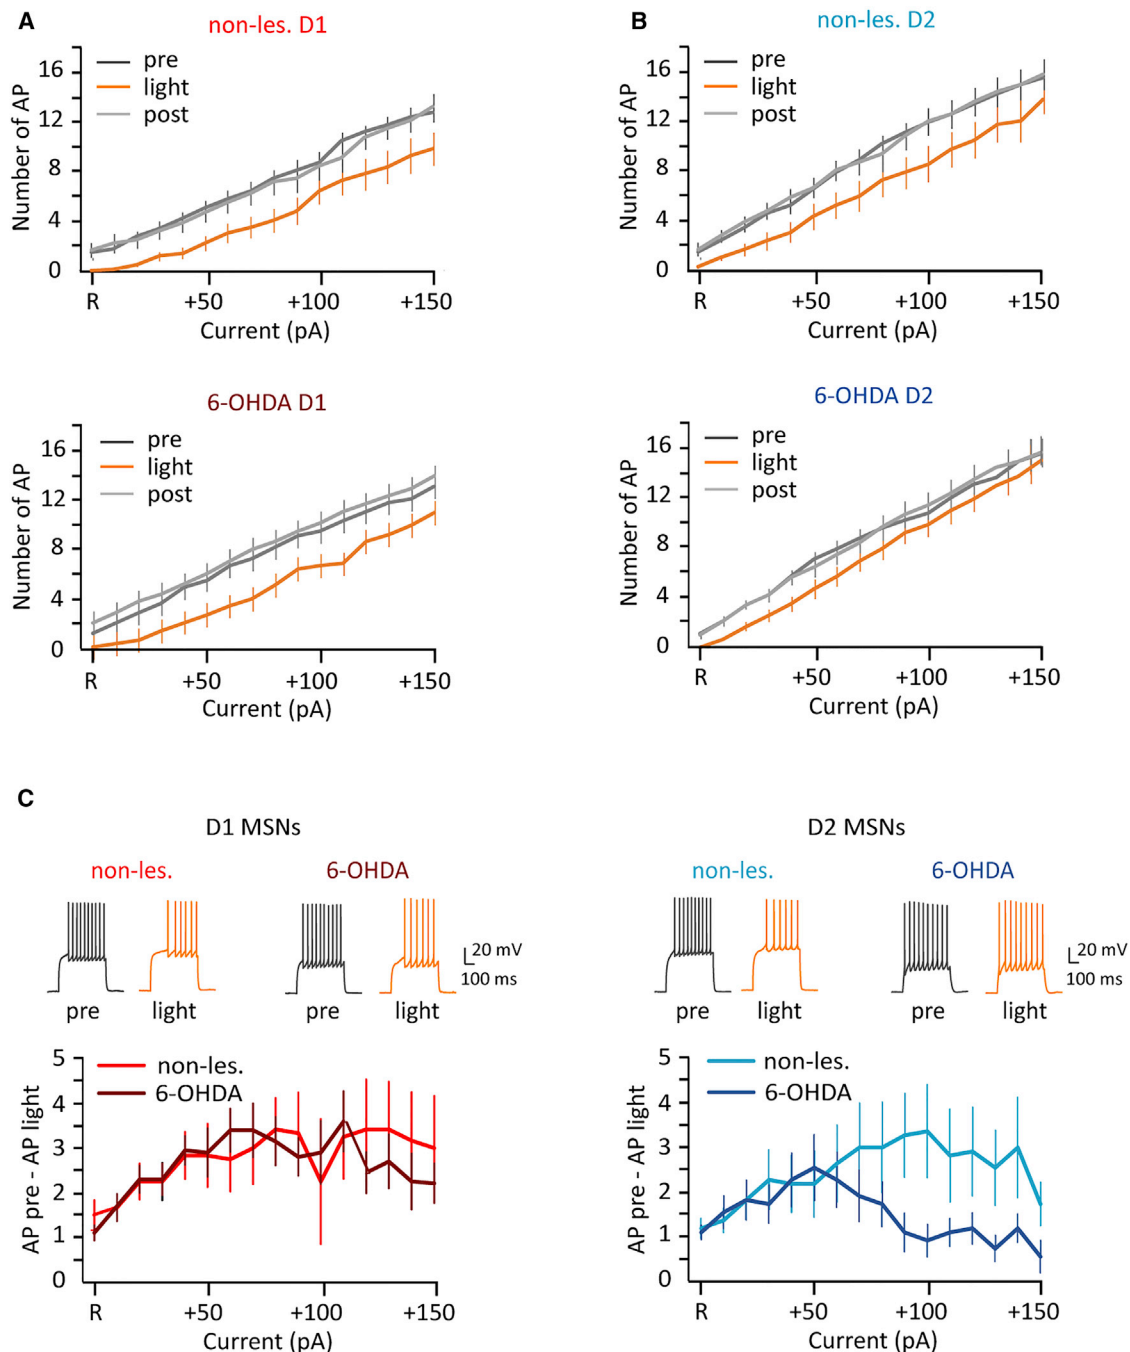 A
non-les. D1
16
12
8
4
0
Number of AP
pre
light
post
R +50 +100 +150
Current (pA)
B
non-les. D2
16
12
8
4
0
Number of AP
pre
light
post
R +50 +100 +150
Current (pA)
6-OHDA D1
16
12
8
4
0
Number of AP
pre
light
post
R +50 +100 +150
Current (pA)
6-OHDA D2
16
12
8
4
0
Number of AP
pre
light
post
R +50 +100 +150
Current (pA)
C
D1 MSNs
non-les. 6-OHDA
20 mV
100 ms
pre light pre light
5
4
3
2
1
0
AP pre - AP light
non-les.
6-OHDA
R +50 +100 +150
Current (pA)
D2 MSNs
non-les. 6-OHDA
20 mV
100 ms
pre light pre light
5
4
3
2
1
0
AP pre - AP light
non-les.
6-OHDA
R +50 +100 +150
Current (pA)